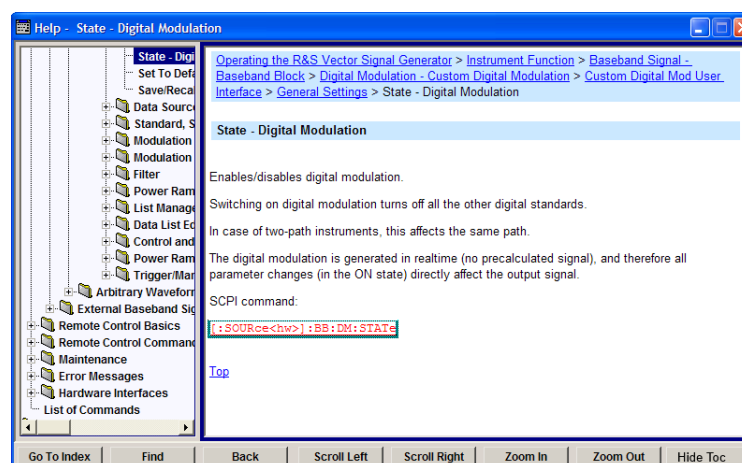 Help - State - Digital Modulation
State - Digi
Set To Defa
Save/Recal
Data Source
Standard, S
Modulation
Modulation
Filter
Power Ram
List Manage
Data List Ed
Control and
Power Ram
Trigger/Mar
Arbitrary Waveform
External Baseband Sig
Remote Control Basics
Remote Control Command
Maintenance
Error Messages
Hardware Interfaces
List of Commands
Operating the R&S Vector Signal Generator > Instrument Function > Baseband Signal -
Baseband Block > Digital Modulation - Custom Digital Modulation > Custom Digital Mod User
Interface > General Settings > State - Digital Modulation
State - Digital Modulation
Enables/disables digital modulation.
Switching on digital modulation turns off all the other digital standards.
In case of two-path instruments, this affects the same path.
The digital modulation is generated in realtime (no precalculated signal), and therefore all
parameter changes (in the ON state) directly affect the output signal.
SCPI command:
[:SOURce<hw>]:BB:DM:STATe
Top
Go To Index
Find
Back
Scroll Left
Scroll Right
Zoom In
Zoom Out
Hide Toc